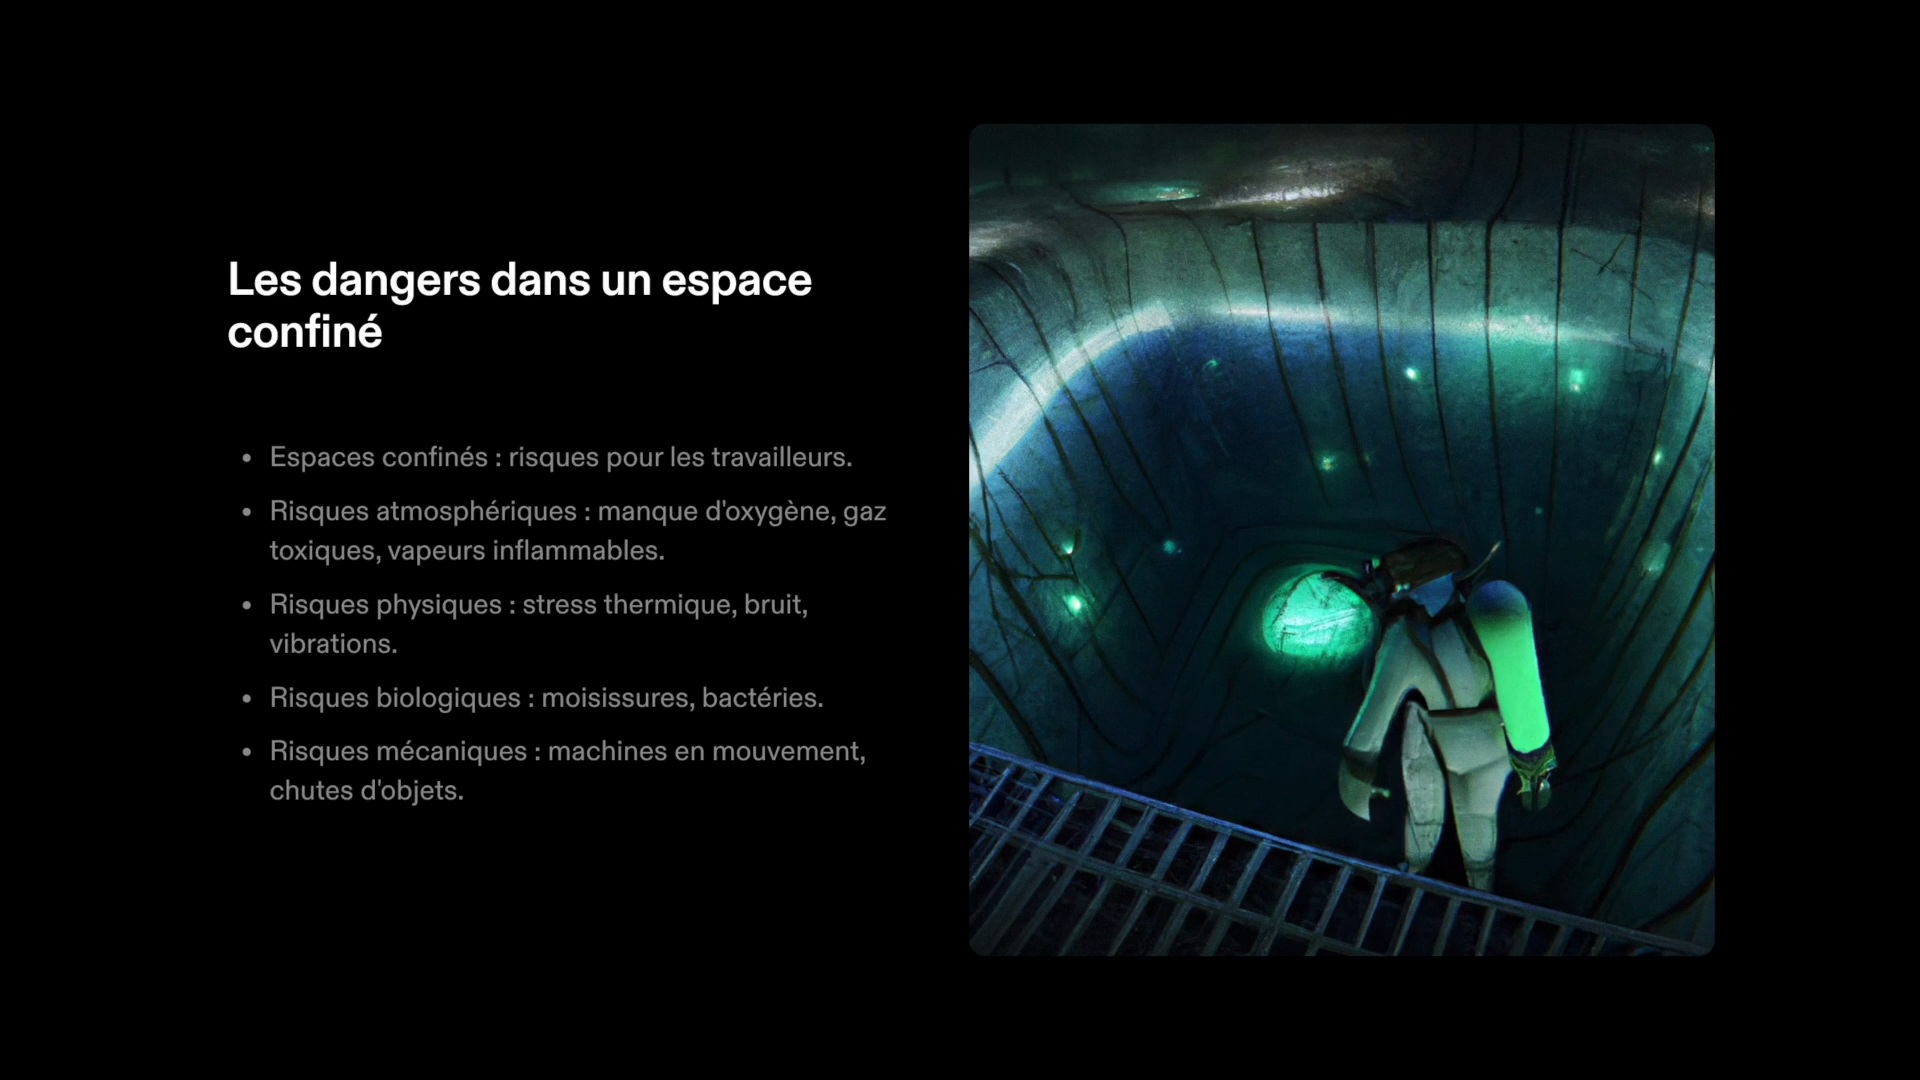 Les dangers dans un espace
confiné
• Espaces confinés : risques pour les travailleurs.
• Risques atmosphériques : manque d'oxygène, gaz
toxiques, vapeurs inflammables.
• Risques physiques : stress thermique, bruit,
vibrations.
• Risques biologiques : moisissures, bactéries.
• Risques mécaniques : machines en mouvement,
chutes d'objets.